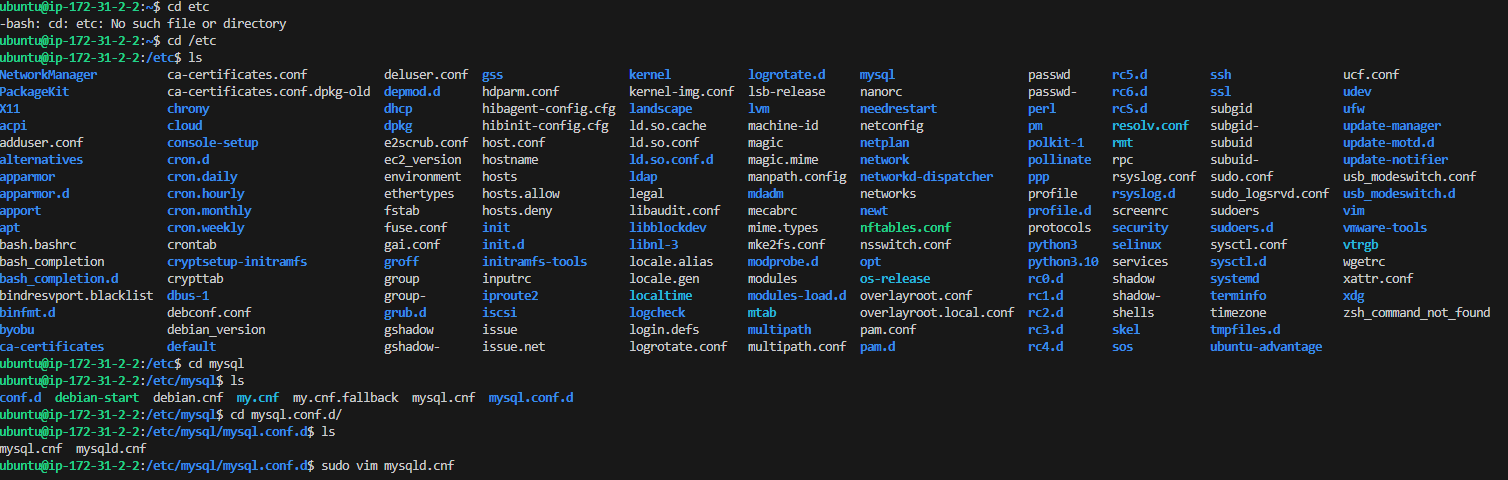 ubuntu@ip-172-31-2-2:~$ cd etc
-bash: cd: etc: No such file or directory
ubuntu@ip-172-31-2-2:~$ cd /etc
ubuntu@ip-172-31-2-2:/etc$ ls
NetworkManager ca-certificates.conf deluser.conf gss kernel logrotate.d mysql passwd rc5.d ssh ucf.conf
PackageKit ca-certificates.conf.dpkg-old depmod.d hdparm.conf kernel-img.conf lsb-release nanorc passwd- rc6.d ssl udev
X11 chrony dhcp hibagent-config.cfg landscape lvm needrestart perl rcS.d subgid ufw
acpi cloud dpkg hibinit-config.cfg ld.so.cache machine-id netconfig pm resolv.conf subgid- update-manager
adduser.conf console-setup e2scrub.conf host.conf ld.so.conf magic netplan polkit-1 rmt subuid update-motd.d
alternatives cron.d ec2_version hostname ld.so.conf.d magic.mime network pollinate rpc subuid- update-notifier
apparmor cron.daily environment hosts ldap manpath.config networkd-dispatcher ppp rsyslog.conf sudo.conf usb_modeswitch.conf
apparmor.d cron.hourly ethertypes hosts.allow legal mdadm networks profile rsyslog.d sudo_logsrvd.conf usb_modeswitch.d
apport cron.monthly fstab hosts.deny libaudit.conf mecabrc newt profile.d screenrc sudoers vim
apt cron.weekly fuse.conf init libblockdev mime.types nftables.conf protocols security sudoers.d vmware-tools
bash.bashrc crontab gai.conf init.d libnl-3 mke2fs.conf nsswitch.conf python3 selinux sysctl.conf vtrgb
bash_completion cryptsetup-initramfs groff initramfs-tools locale.alias modprobe.d opt python3.10 services sysctl.d wgetrc
bash_completion.d crypttab group inputrc locale.gen modules os-release rc0.d shadow systemd xattr.conf
bindresvport.blacklist dbus-1 group- iproute2 localtime modules-load.d overlayroot.conf rc1.d shadow- terminfo xdg
binfmt.d debconf.conf grub.d iscsi logcheck mtab overlayroot.local.conf rc2.d shells timezone zsh_command_not_found
byobu debian_version gshadow issue login.defs multipath pam.conf rc3.d skel tmpfiles.d
ca-certificates default gshadow- issue.net logrotate.conf multipath.conf pam.d rc4.d sos ubuntu-advantage
ubuntu@ip-172-31-2-2:/etc$ cd mysql
ubuntu@ip-172-31-2-2:/etc/mysql$ ls
conf.d debian-start debian.cnf my.cnf my.cnf.fallback mysql.cnf mysql.conf.d
ubuntu@ip-172-31-2-2:/etc/mysql$ cd mysql.conf.d/
ubuntu@ip-172-31-2-2:/etc/mysql/mysql.conf.d$ ls
mysql.cnf mysqld.cnf
ubuntu@ip-172-31-2-2:/etc/mysql/mysql.conf.d$ sudo vim mysqld.cnf